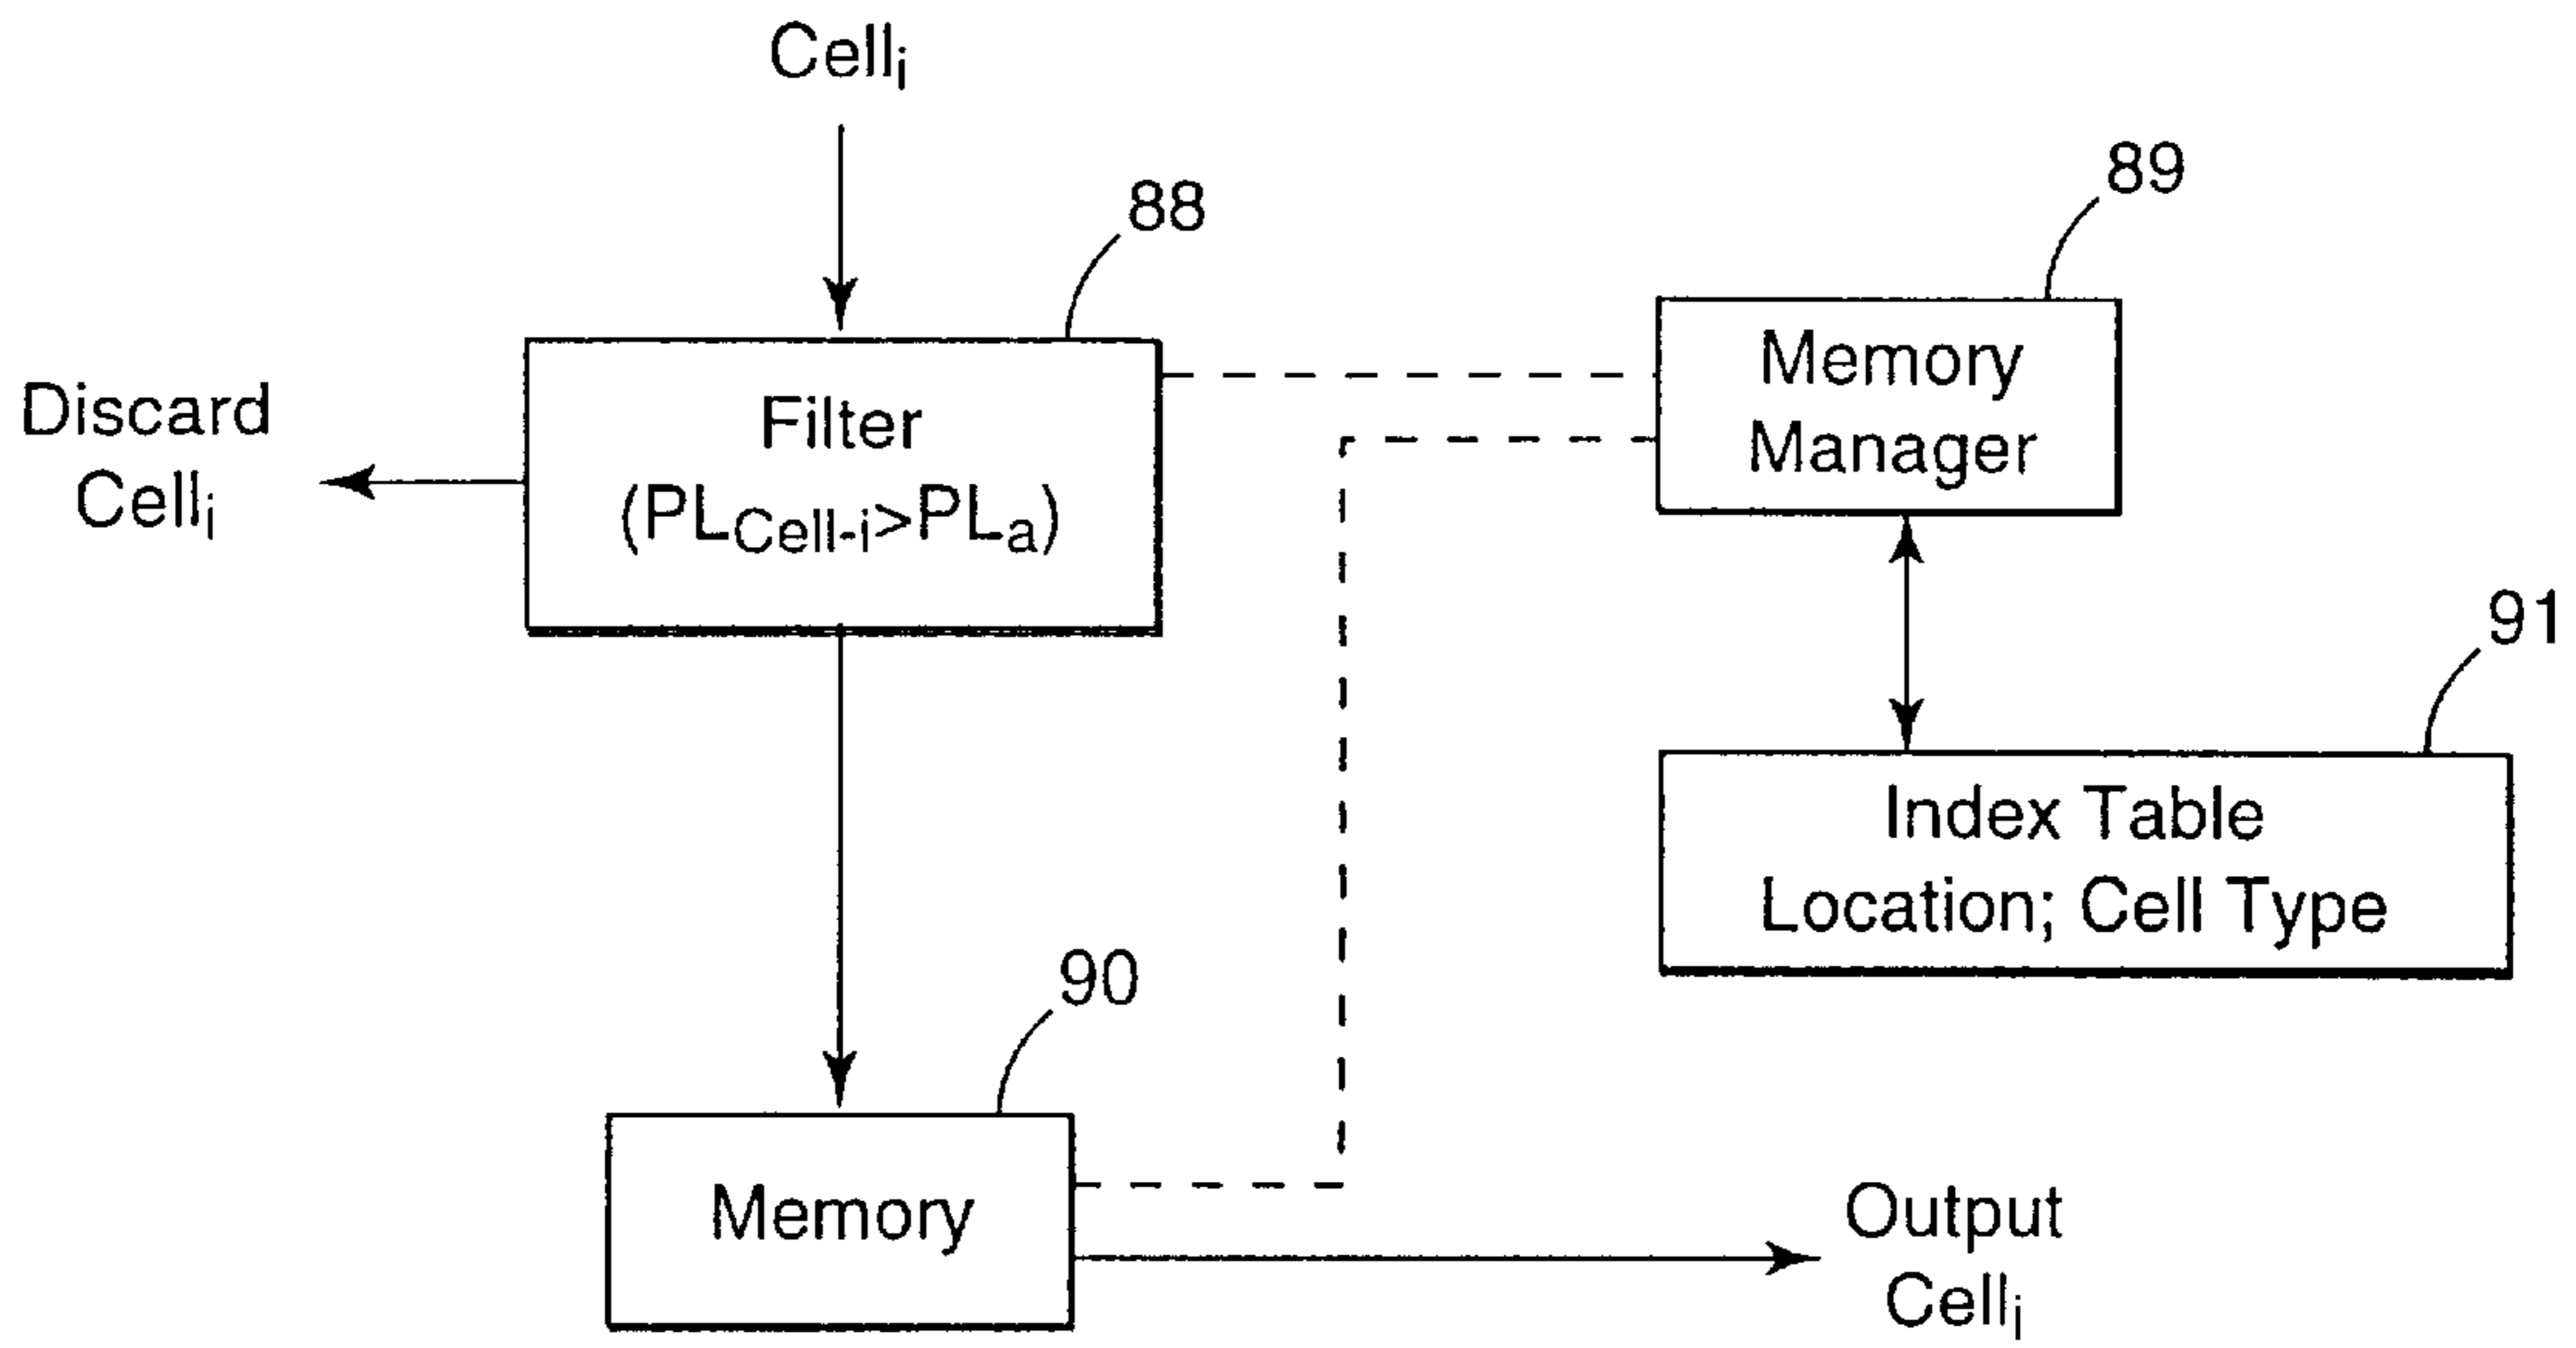 Cell_i
88
89
Discard
Cell_i
Filter
(PL_Cell-i>PL_a)
Memory
Manager
91
Index Table
Location; Cell Type
90
Memory
Output
Cell_i